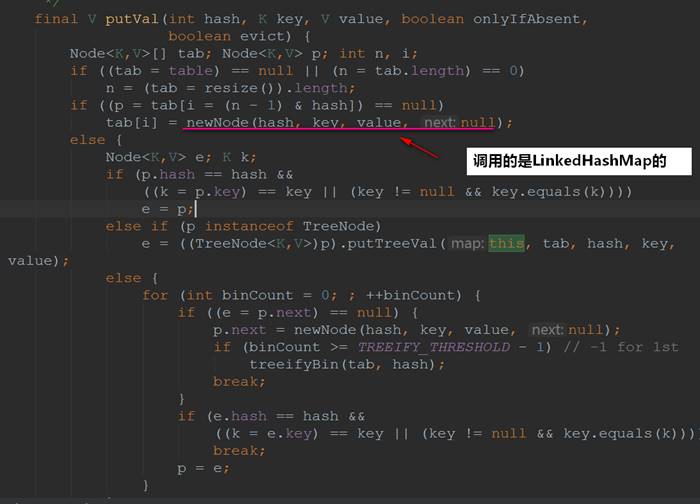 */
final V putVal(int hash, K key, V value, boolean onlyIfAbsent,
boolean evict) {
Node<K,V>[] tab; Node<K,V> p; int n, i;
if ((tab = table) == null || (n = tab.length) == 0)
n = (tab = resize()).length;
if ((p = tab[i = (n - 1) & hash]) == null)
tab[i] = newNode(hash, key, value, next: null);
else {
调用的是LinkedHashMap的
Node<K,V> e; K k;
if (p.hash == hash &&
((k = p.key) == key || (key != null && key.equals(k))))
e = p;
else if (p instanceof TreeNode)
e = ((TreeNode<K,V>)p).putTreeVal( map: this, tab, hash, key,
value);
else {
for (int binCount = 0; ; ++binCount) {
if ((e = p.next) == null) {
p.next = newNode(hash, key, value, next: null);
if (binCount >= TREEIFY_THRESHOLD - 1) // -1 for 1st
treeifyBin(tab, hash);
break;
}
if (e.hash == hash &&
((k = e.key) == key || (key != null && key.equals(k))))
break;
p = e;
}